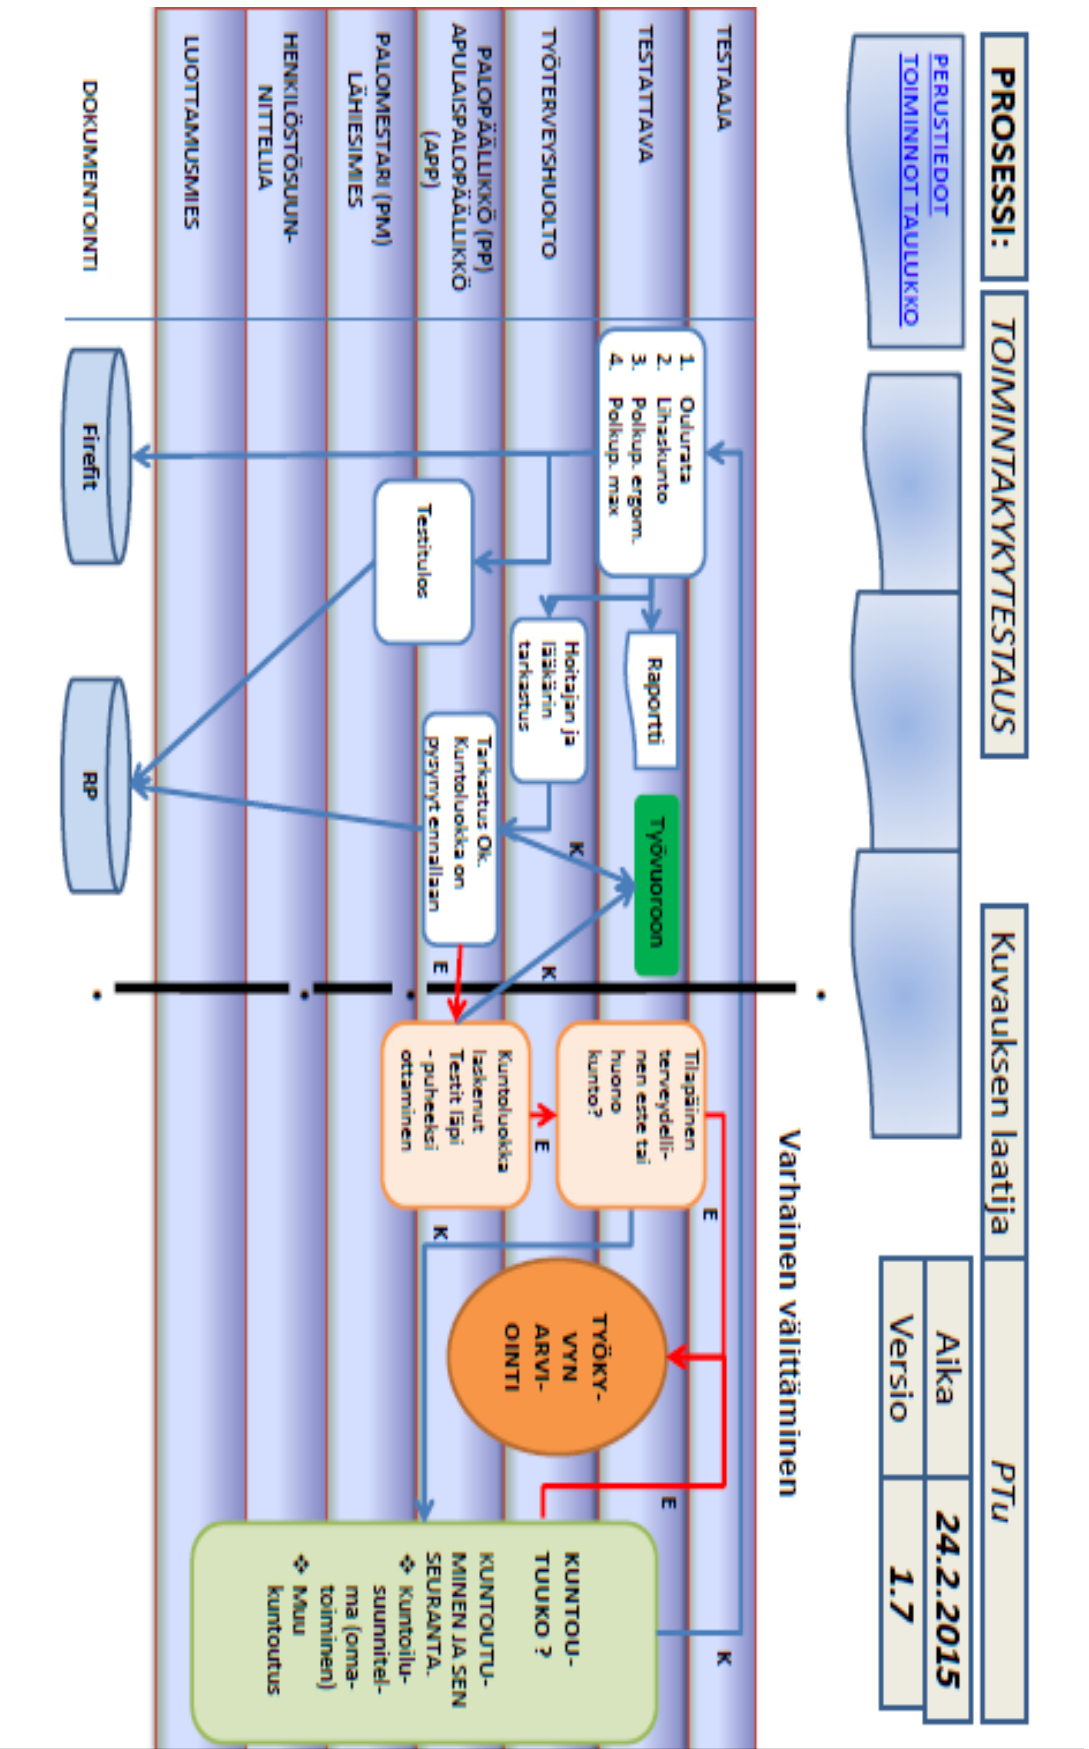 PROSESSI:
TOIMINTAKYKYTESTAUS
Kuvauksen laatija
PTu
PERUSTIEDOT
TOIMINNOT TAULUKKO
Aika
24.2.2015
Versio
1.7
Varhainen välittäminen
TESTAAJA
TESTATTAVA
TYÖTERVEYSHUOLTO
PALOPÄÄLLIKKÖ (PP)
APULAISPALOPÄÄLLIKKÖ
(APP)
PALOMESTARI (PM)
LÄHIESIMIES
HENKILÖSTÖSUUN-
NITTELIJA
LUOTTAMUSMIES
DOKUMENTOINTI
1. Oulurata
2. Lihaskunto
3. Polkup. ergom.
4. Polkup. max
Raportti
Hoitajan ja
lääkärin
tarkastus
Testitulos
Työvuoroon
Tarkastus Ok.
Kuntoluokka on
pysynyt ennallaan
K
K
E
Tilapäinen
terveydelli-
nen este tai
huono
kunto?
Kuntoluokka
laskenut
Testit läpi
- puheeksi
ottaminen
E
E
K
TYÖKY-
VYN
ARVI-
OINTI
E
K
KUNTOU-
TUUKO ?
KUNTOUTU-
MINEN JA SEN
SEURANTA.
❖ Kuntoilu-
suunnitel-
ma (oma-
toiminen)
❖ Muu
kuntoutus
Firefit
RP